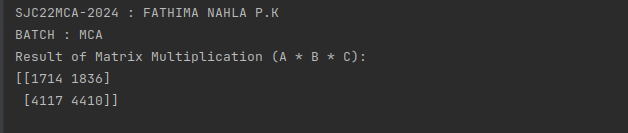 SJC22MCA-2024 : FATHIMA NAHLA P.K
BATCH : MCA
Result of Matrix Multiplication (A * B * C):
[[1714 1836]
 [4117 4410]]